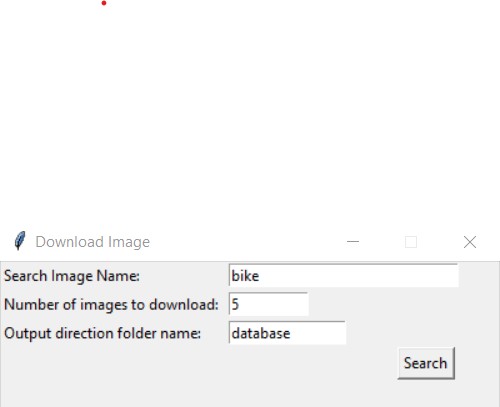 Download Image
Search Image Name: bike
Number of images to download: 5
Output direction folder name: database
Search